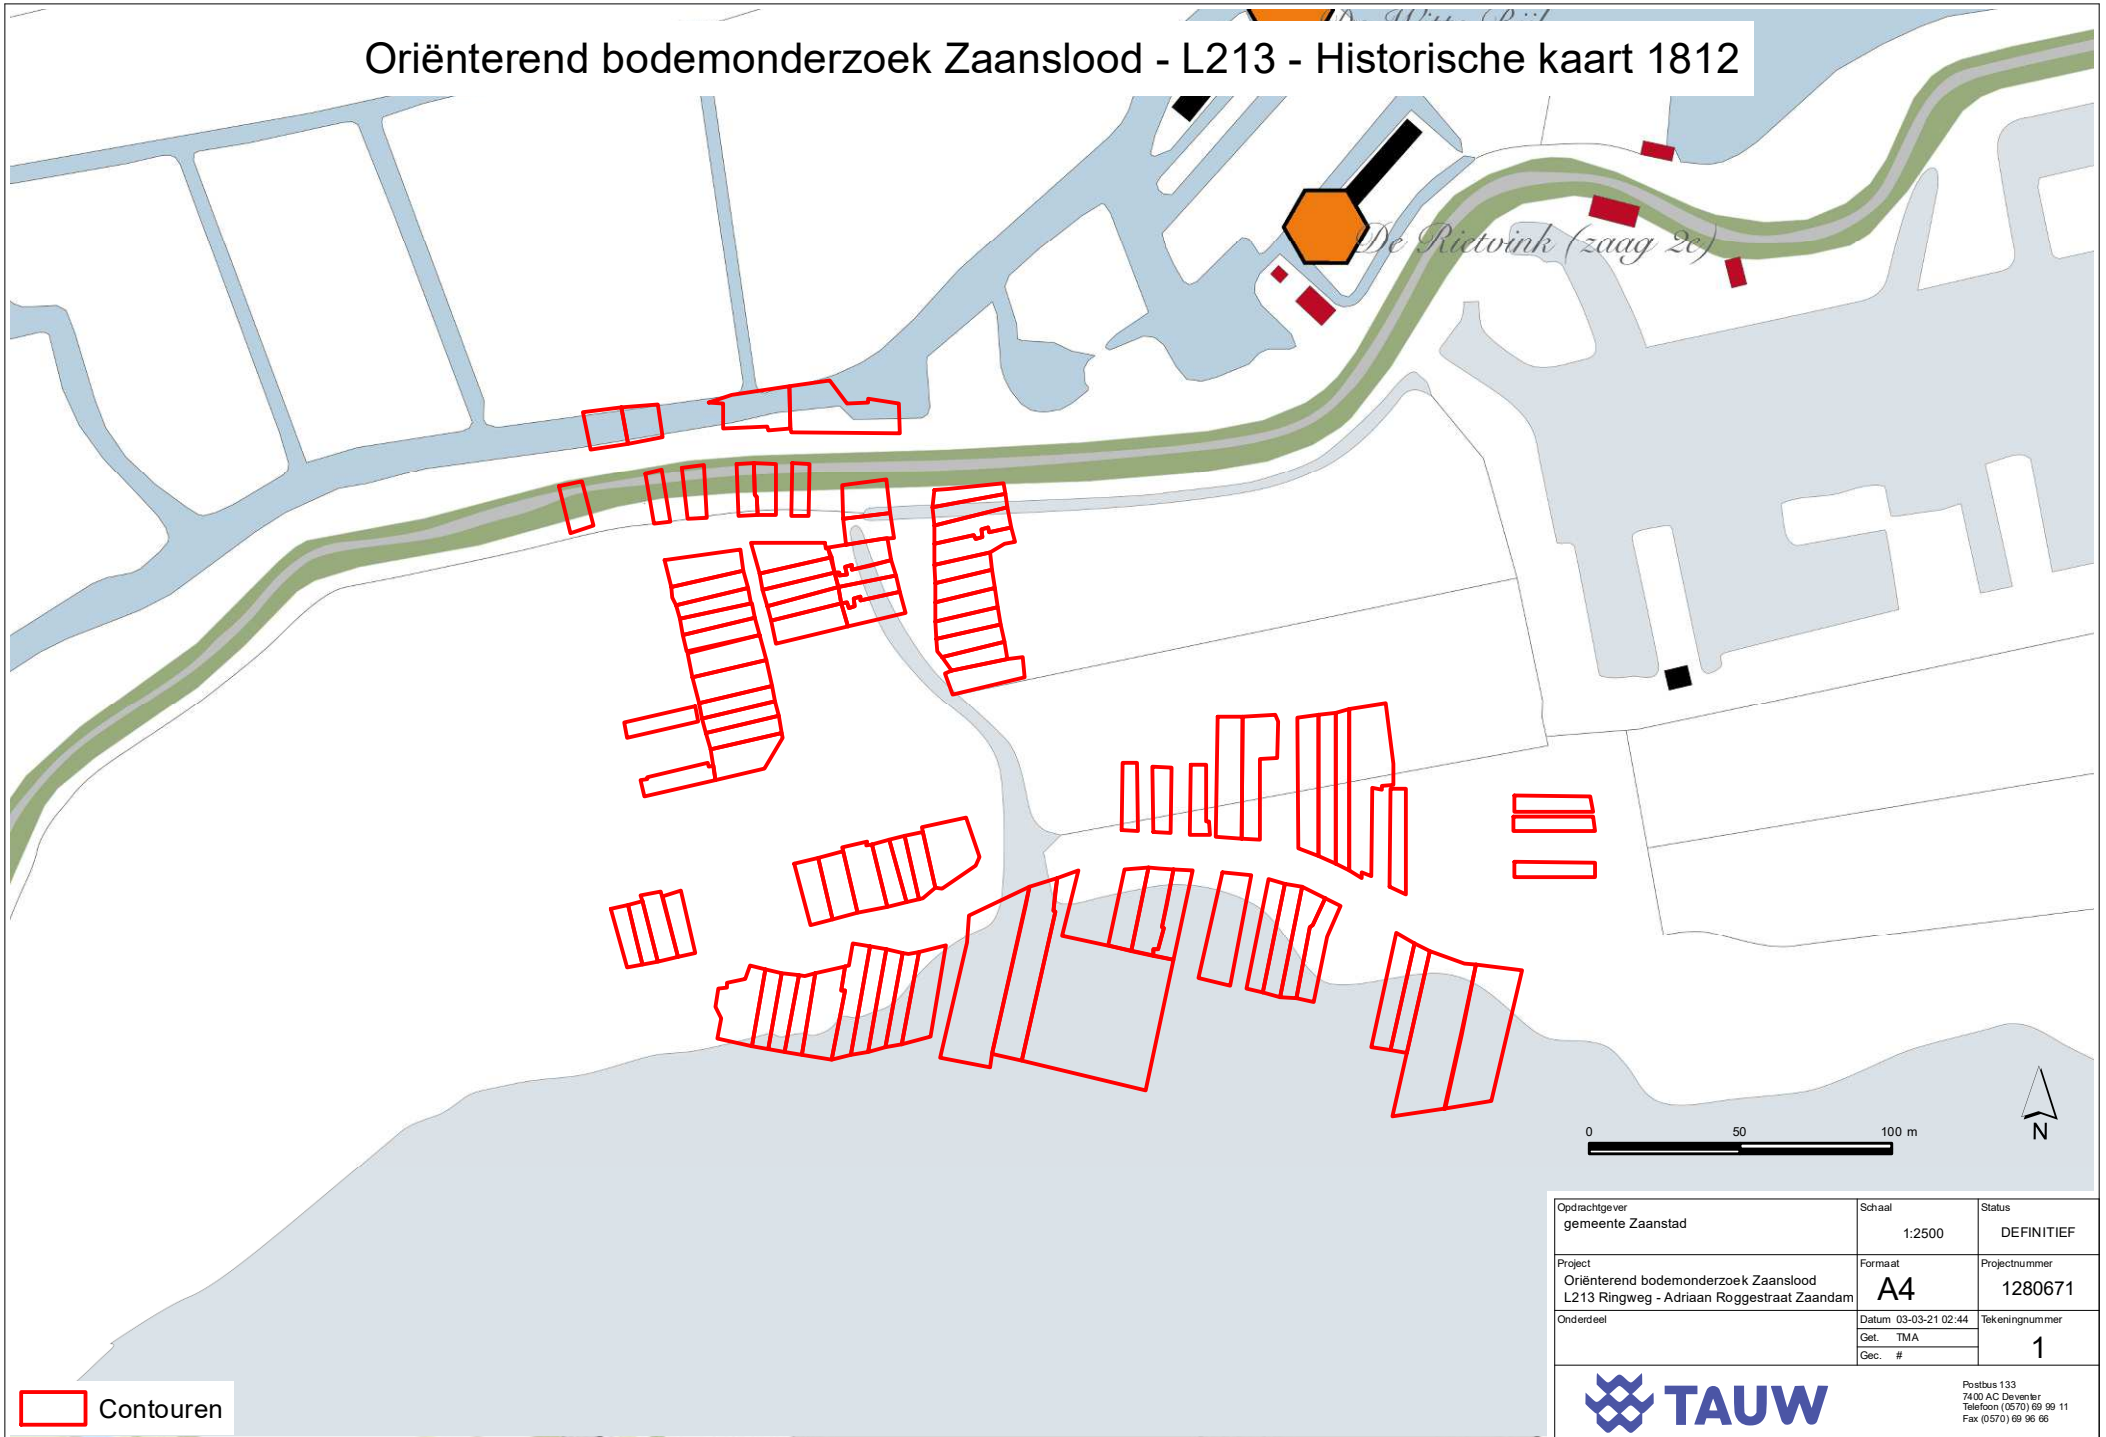 Oriënterend bodemonderzoek Zaanslood - L213 - Historische kaart 1812
De Rietvink (zaag 2e)
0 50 100 m
N
Opdrachtgever
gemeente Zaanstad
Schaal
1:2500
Status
DEFINITIEF
Project
Oriënterend bodemonderzoek Zaanslood
L213 Ringweg - Adriaan Roggestraat Zaandam
Formaat
A4
Projectnummer
1280671
Onderdeel
Datum 03-03-21 02:44
Get. TMA
Gec. #
Tekeningnummer
1
TAUW
Postbus 133
7400 AC Deventer
Telefoon (0570) 69 99 11
Fax (0570) 69 96 66
Contouren